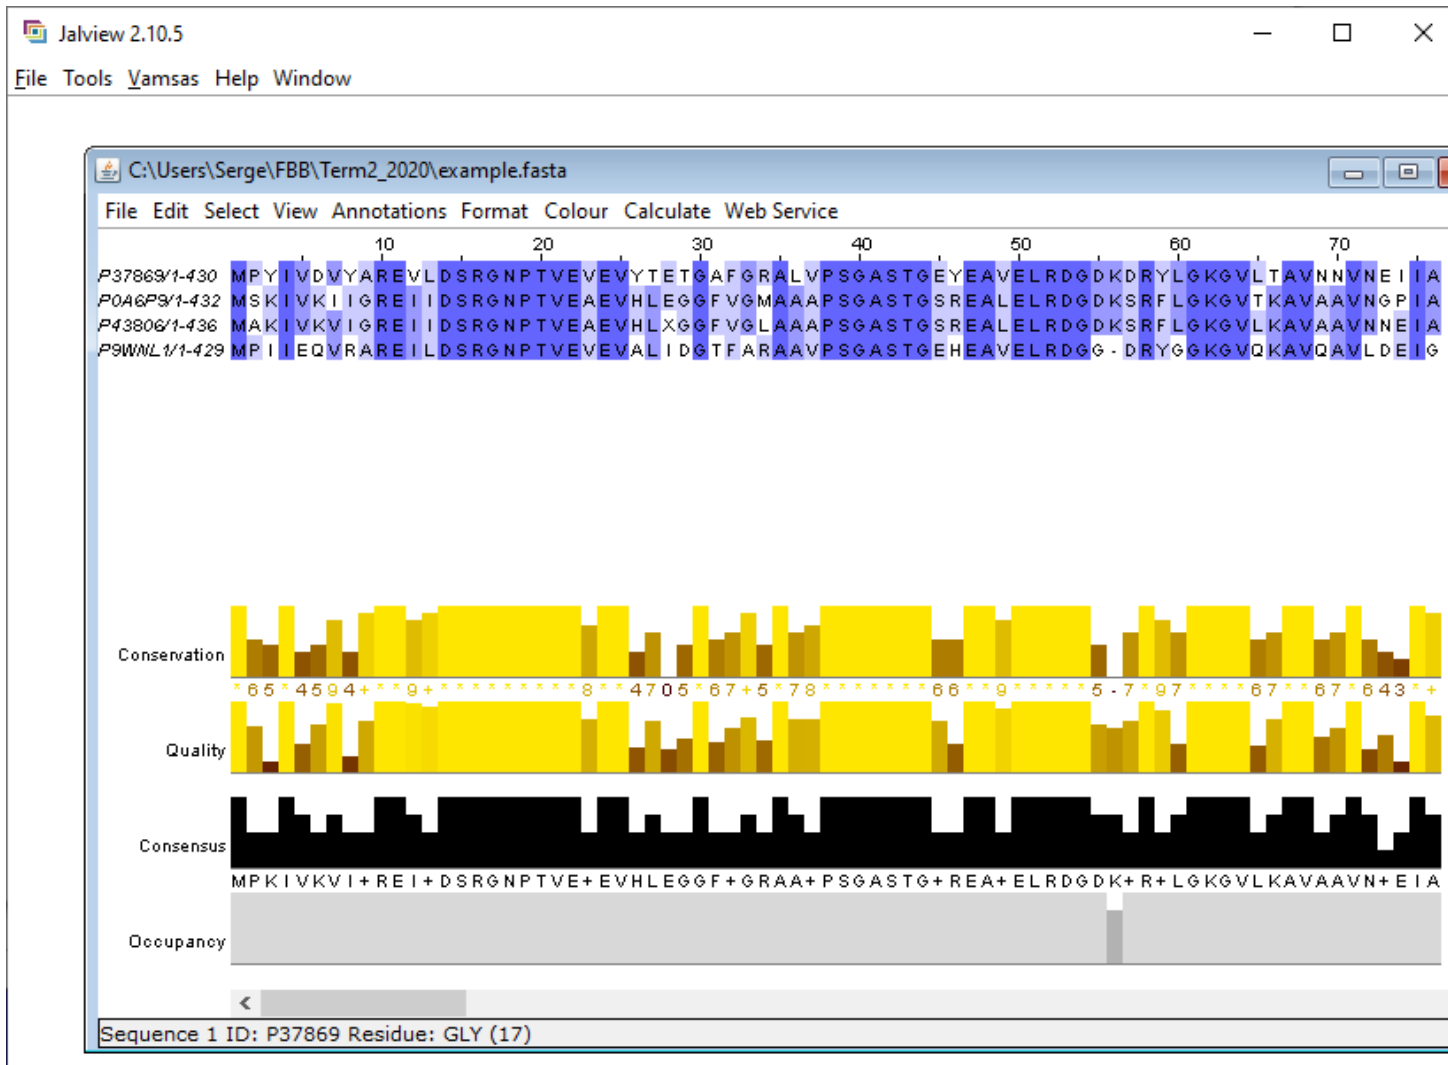 Jalview 2.10.5
File Tools Vamsas Help Window
C:\Users\Serge\FBB\Term2_2020\example.fasta
File Edit Select View Annotations Format Colour Calculate Web Service
10 20 30 40 50 60 70
P37869/1-430 MPYIVDVYAREVLDSRGNPTVEVEVYTETGAFGRALVPSGASTGEYEAVELRDGDKDRYLGKGVLTAVNNVNEIIA
P0A6P9/1-432 MSKIVKIIGREIIDSRGNPTVEAEVHLEGGFVGMAAAPSGASTGSREALELRDGDKSRFLGKGVTKAVAAVNGPIA
P43806/1-436 MAKIVKVIGREIIDSRGNPTVEAEVHLXGGFVGLAAAPSGASTGSREALELRDGDKSRFLGKGVLKAVAAVNNEIA
P9WNL1/1-429 MPIIEQVRAREILDSRGNPTVEVEVALIDGTFARAAVPSGASTGEHEAVELRDGG-DRYGGKGVQKAVQAVLDEIG
Conservation
*65*4594+**9+*********8**4705*67+5*78*******66**9*****5-7*97****67**67*643*+
Quality
Consensus
MPKIVKVI+REI+DSRGNPTVE+EVHLEGGF+GRAA+PSGASTG+REA+ELRDGDK+R+LGKGVLKAVAAVN+EIA
Occupancy
Sequence 1 ID: P37869 Residue: GLY (17)